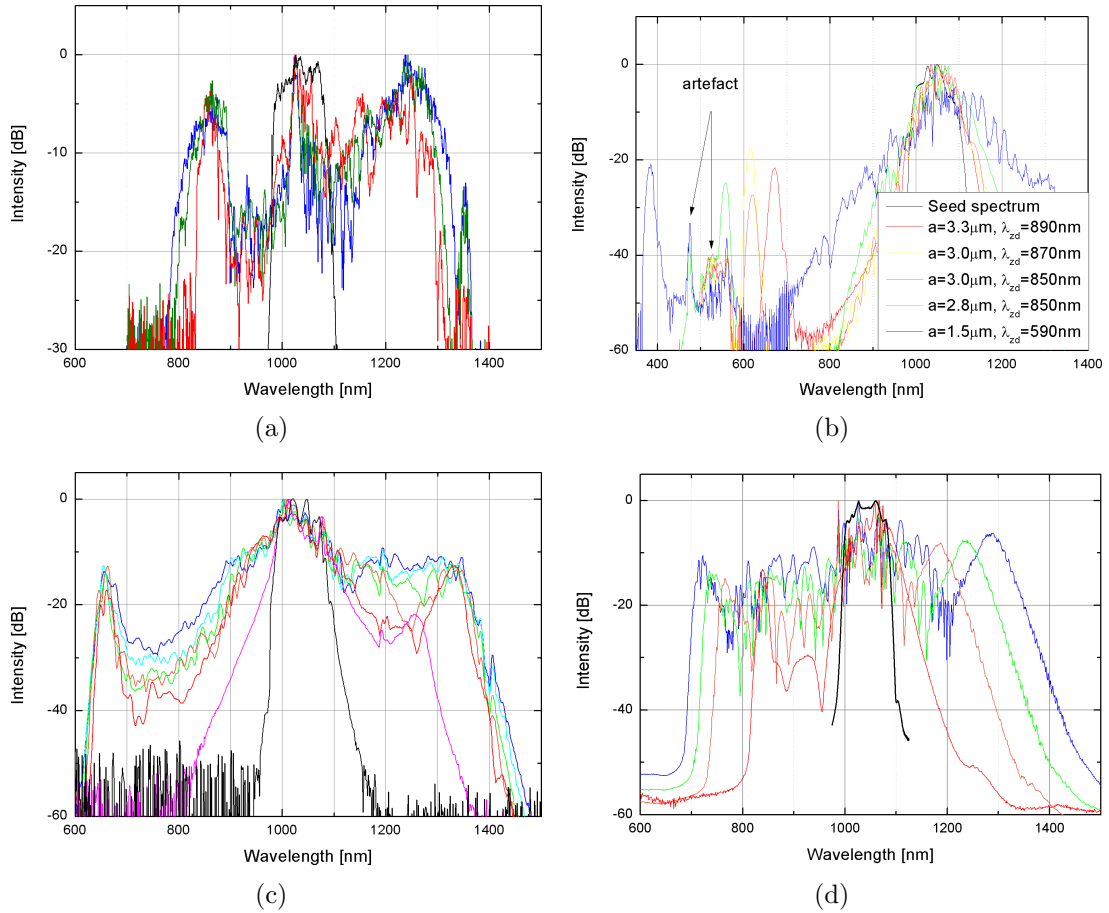 0
-10
-20
-30
600
800
1000
1200
1400
Intensity [dB]
Wavelength [nm]
(a)
0
-20
-40
-60
400
600
800
1000
1200
1400
Intensity [dB]
Wavelength [nm]
artefact
Seed spectrum
a=3.3μm, λzd=890nm
a=3.0μm, λzd=870nm
a=3.0μm, λzd=850nm
a=2.8μm, λzd=850nm
a=1.5μm, λzd=590nm
(b)
0
-20
-40
-60
600
800
1000
1200
1400
Intensity [dB]
Wavelength [nm]
(c)
0
-20
-40
-60
600
800
1000
1200
1400
Intensity [dB]
Wavelength [nm]
(d)